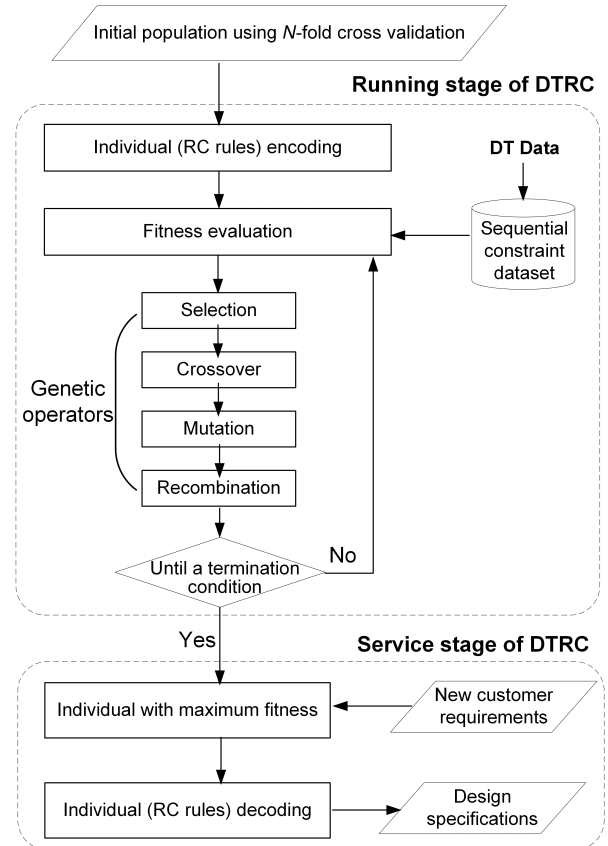 Initial population using N-fold cross validation
Running stage of DTRC
Individual (RC rules) encoding
DT Data
Fitness evaluation
Sequential
constraint
dataset
Selection
Crossover
Genetic
operators
Mutation
Recombination
Until a termination
condition
No
Yes
Service stage of DTRC
Individual with maximum fitness
New customer
requirements
Individual (RC rules) decoding
Design
specifications